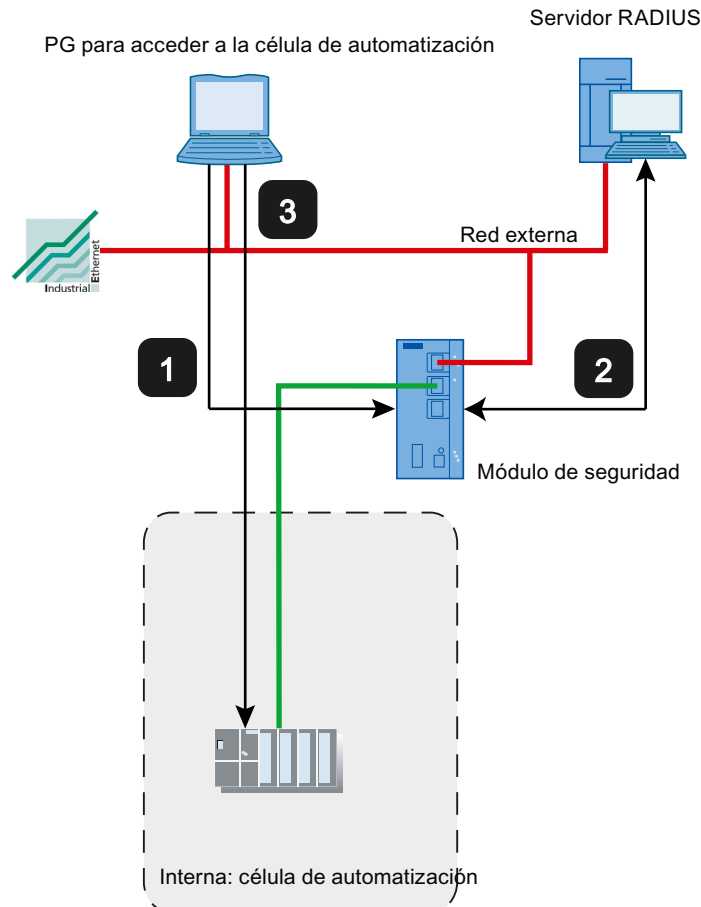 Servidor RADIUS
PG para acceder a la célula de automatización
3
Red externa
Industrial
Ethernet
1
2
Módulo de seguridad
Interna: célula de automatización